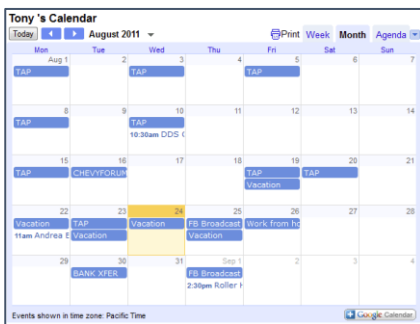 Tony 's Calendar
Today August 2011 Print Week Month Agenda
Mon Tue Wed Thu Fri Sat Sun
Aug 1 2 3 4 5 6 7
TAP TAP TAP
8 9 10 11 12 13 14
TAP TAP
10:30am DDS
15 16 17 18 19 20 21
TAP CHEVYFORUM TAP TAP
Vacation
22 23 24 25 26 27 28
Vacation TAP Vacation FB Broadcast Work from ho
11am Andrea E Vacation Vacation
29 30 31 Sep 1 2 3 4
BANK XFER FB Broadcast
2:30pm Roller
Events shown in time zone: Pacific Time
Google Calendar